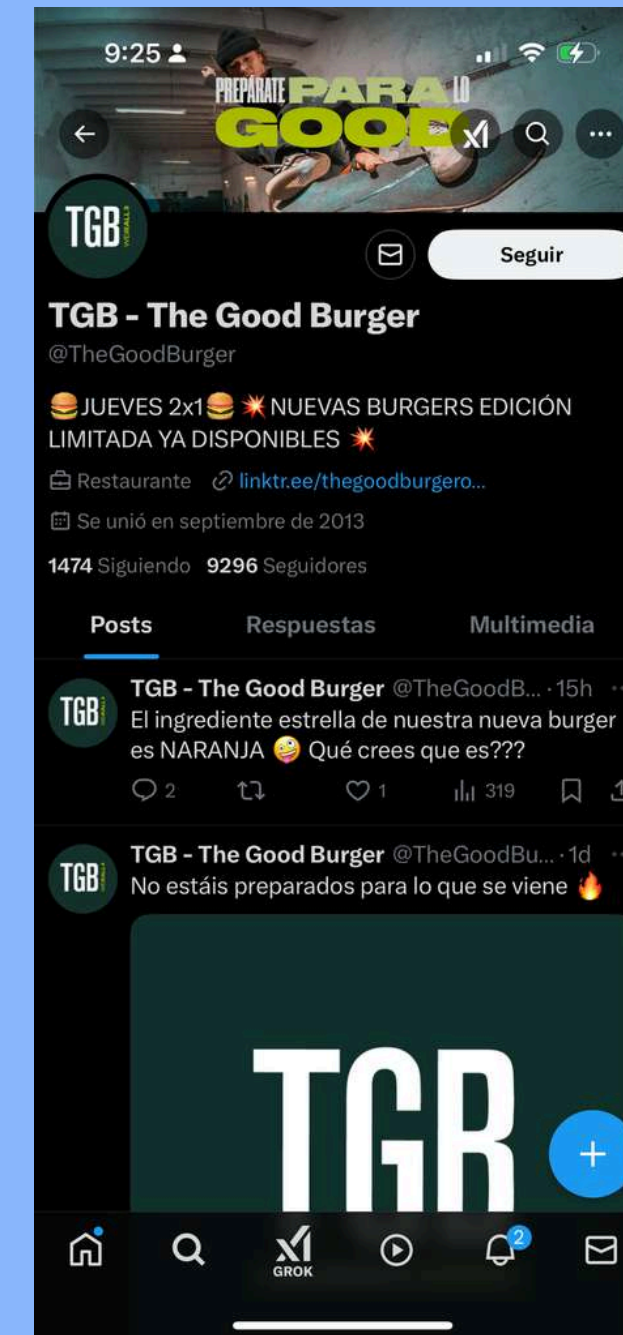 9:25
PREPÁRATE PARA LO
GOOD
TGB
Seguir
TGB - The Good Burger
@TheGoodBurger
🍔JUEVES 2x1🍔 💥NUEVAS BURGERS EDICIÓN
LIMITADA YA DISPONIBLES 💥
Restaurante linktr.ee/thegoodburgero...
Se unió en septiembre de 2013
1474 Siguiendo 9296 Seguidores
Posts Respuestas Multimedia
TGB - The Good Burger @TheGoodB... · 15h
TGB
El ingrediente estrella de nuestra nueva burger
es NARANJA 🤪 Qué crees que es???
2 1 319
TGB - The Good Burger @TheGoodBu... · 1d
TGB
No estáis preparados para lo que se viene 🔥
TGB
2
GROK